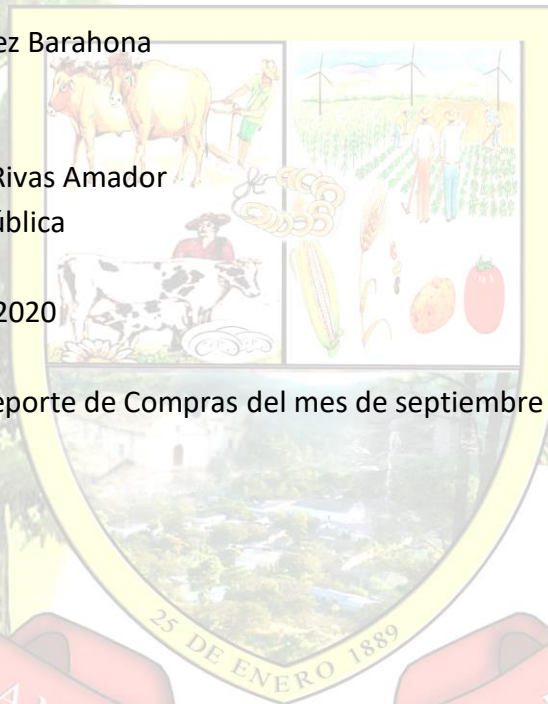 ez Barahona
Rivas Amador
ública
2020
eporte de Compras del mes de septiembre
25 DE ENERO 1889